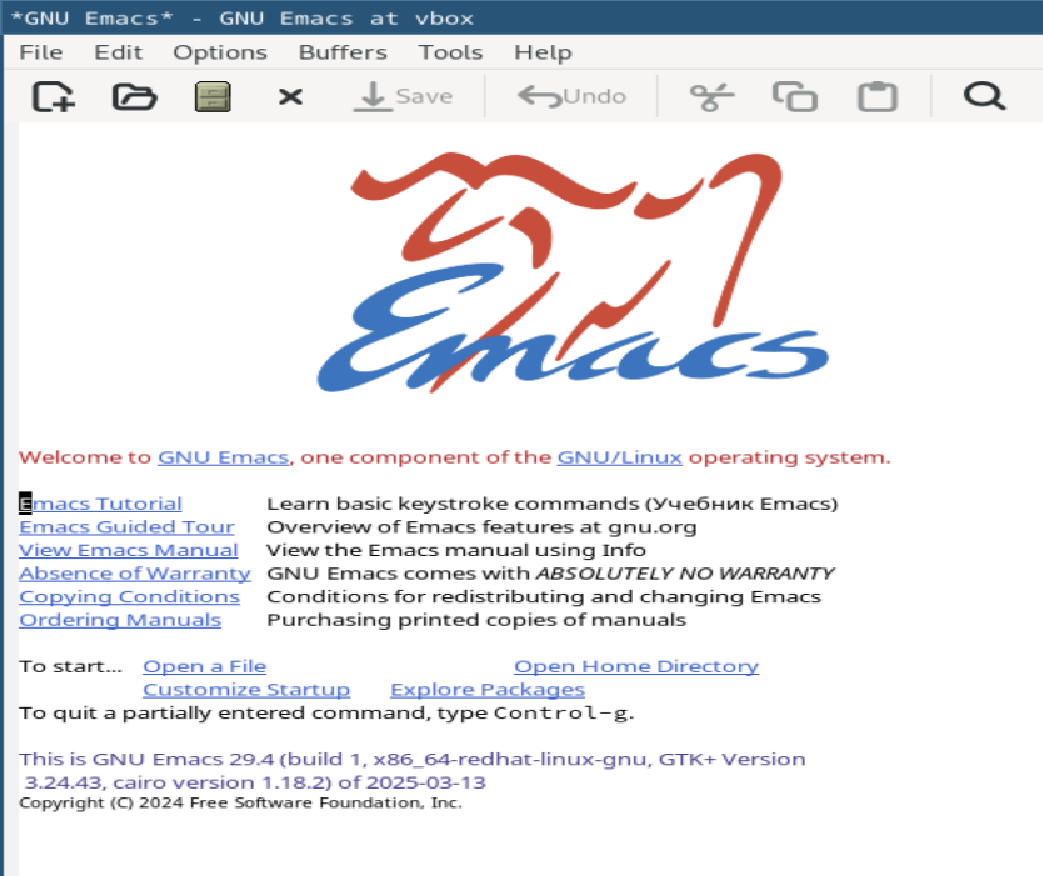 *GNU Emacs* - GNU Emacs at vbox
File Edit Options Buffers Tools Help
Save Undo
Emacs
Welcome to GNU Emacs, one component of the GNU/Linux operating system.
Emacs Tutorial Learn basic keystroke commands (Учебник Emacs)
Emacs Guided Tour Overview of Emacs features at gnu.org
View Emacs Manual View the Emacs manual using Info
Absence of Warranty GNU Emacs comes with ABSOLUTELY NO WARRANTY
Copying Conditions Conditions for redistributing and changing Emacs
Ordering Manuals Purchasing printed copies of manuals
To start... Open a File Open Home Directory
Customize Startup Explore Packages
To quit a partially entered command, type Control-g.
This is GNU Emacs 29.4 (build 1, x86_64-redhat-linux-gnu, GTK+ Version
3.24.43, cairo version 1.18.2) of 2025-03-13
Copyright (C) 2024 Free Software Foundation, Inc.